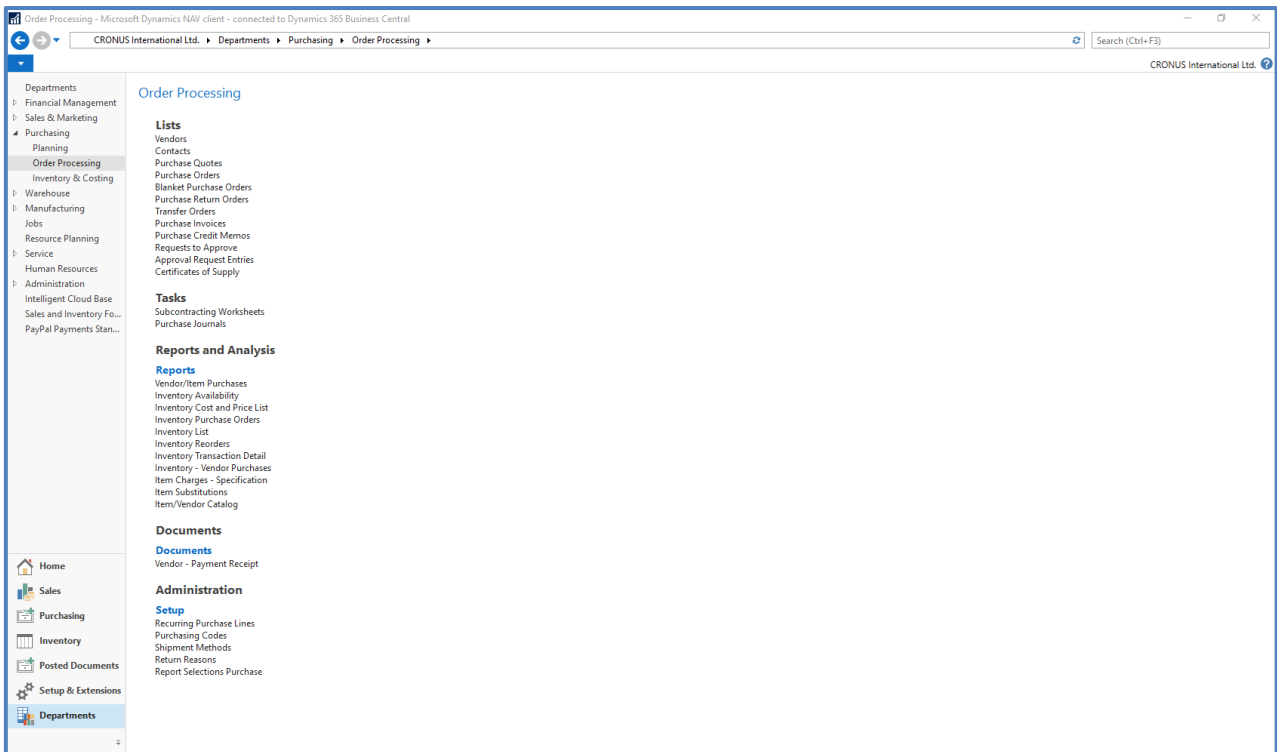 Order Processing - Microsoft Dynamics NAV client - connected to Dynamics 365 Business Central
CRONUS International Ltd. Departments Purchasing Order Processing
Search (Ctrl+F3)
CRONUS International Ltd.
Departments
Financial Management
Sales & Marketing
Purchasing
Planning
Order Processing
Inventory & Costing
Warehouse
Manufacturing
Jobs
Resource Planning
Service
Human Resources
Administration
Intelligent Cloud Base
Sales and Inventory Fo...
PayPal Payments Stan...
Home
Sales
Purchasing
Inventory
Posted Documents
Setup & Extensions
Departments
Order Processing
Lists
Vendors
Contacts
Purchase Quotes
Purchase Orders
Blanket Purchase Orders
Purchase Return Orders
Transfer Orders
Purchase Invoices
Purchase Credit Memos
Requests to Approve
Approval Request Entries
Certificates of Supply
Tasks
Subcontracting Worksheets
Purchase Journals
Reports and Analysis
Reports
Vendor/Item Purchases
Inventory Availability
Inventory Cost and Price List
Inventory Purchase Orders
Inventory List
Inventory Reorders
Inventory Transaction Detail
Inventory - Vendor Purchases
Item Charges - Specification
Item Substitutions
Item/Vendor Catalog
Documents
Documents
Vendor - Payment Receipt
Administration
Setup
Recurring Purchase Lines
Purchasing Codes
Shipment Methods
Return Reasons
Report Selections Purchase